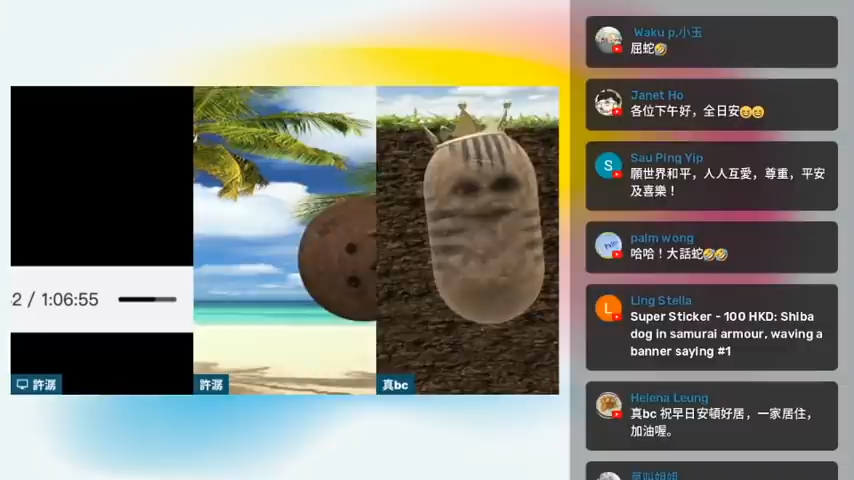 2 / 1:06:55
許潺
許潺
真bc
Waku p,小玉
屈蛇🤣
Janet Ho
各位下午好，全日安😊😊
S
Sau Ping Yip
願世界和平，人人互愛，尊重，平安
及喜樂！
palm wong
哈哈！大話蛇🤣🤣
L
Ling Stella
Super Sticker - 100 HKD: Shiba
dog in samurai armour, waving a
banner saying #1
Helena Leung
真bc 祝早日安頓好居，一家居住，
加油喔。